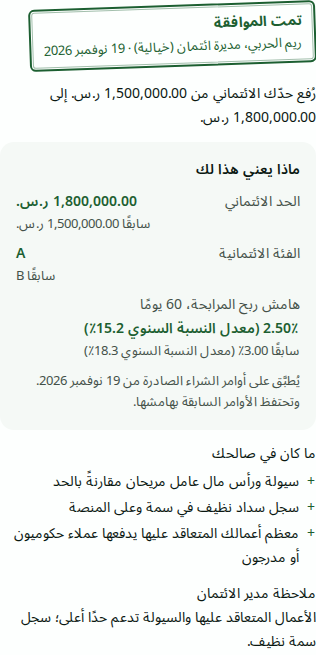 تمت الموافقة
ريم الحربي، مديرة ائتمان (خيالية) · 19 نوفمبر 2026
رُفع حدّك الائتماني من 1,500,000.00 ر.س. إلى
1,800,000.00 ر.س.
ماذا يعني هذا لك
الحد الائتماني 1,800,000.00 ر.س.
سابقًا 1,500,000.00 ر.س.
الفئة الائتمانية A
سابقًا B
هامش ربح المرابحة، 60 يومًا
2.50٪ (معدل النسبة السنوي 15.2٪)
سابقًا 3.00٪ (معدل النسبة السنوي 18.3٪)
يُطبَّق على أوامر الشراء الصادرة من 19 نوفمبر 2026.
وتحتفظ الأوامر السابقة بهامشها.
ما كان في صالحك
+ سيولة ورأس مال عامل مريحان مقارنةً بالحد
+ سجل سداد نظيف في سمة وعلى المنصة
+ معظم أعمالك المتعاقد عليها يدفعها عملاء حكوميون
أو مدرجون
ملاحظة مدير الائتمان
الأعمال المتعاقد عليها والسيولة تدعم حدًا أعلى؛ سجل
سمة نظيف.